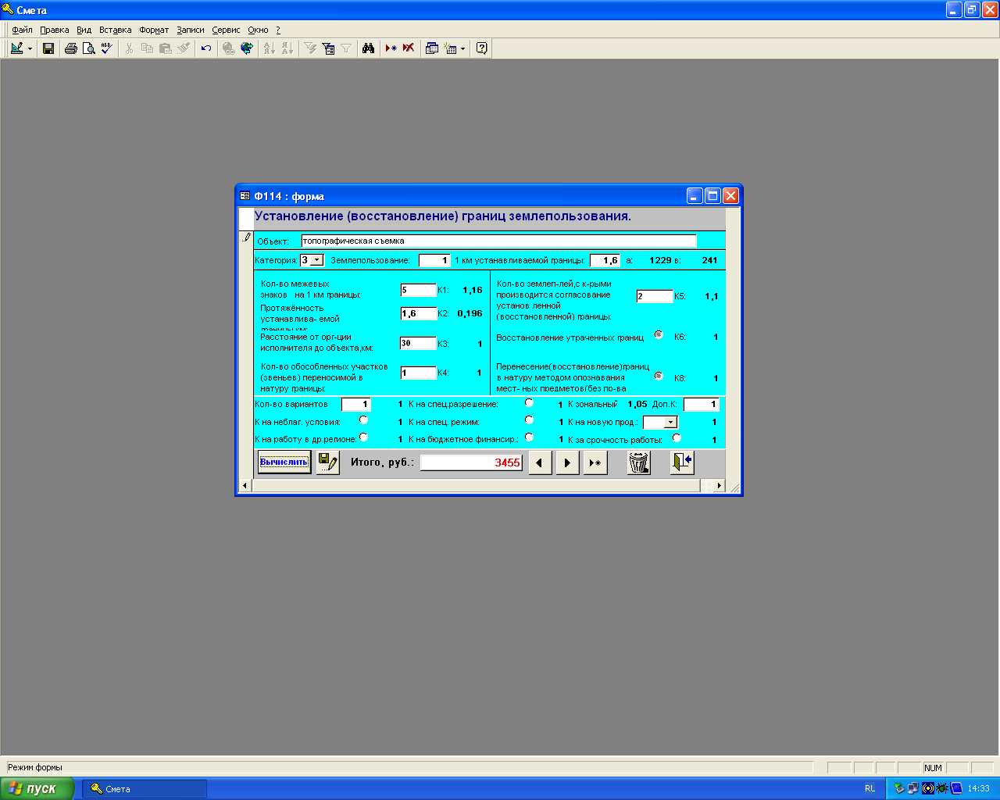 Смета
Файл Правка Вид Вставка Формат Записи Сервис Окно ?
Ф114 : форма
Установление (восстановление) границ землепользования.
Объект: топографическая съемка
Категория: 3 Землепользование: 1 1 км устанавливаемой границы: 1,6 а: 1229 в: 241
Кол-во межевых
знаков на 1 км границы: 5 К1: 1,16
Протяжённость
устанавлива- емой
границы,км: 1,6 К2: 0,196
Расстояние от орг-ции
исполнителя до объекта,км: 30 К3: 1
Кол-во обособленных участков
(звеньев) переносимой в
натуру границы: 1 К4: 1
Кол-во землеп-лей,с к-рыми
производится согласование
установ ленной
(восстановленной) границы: 2 К5: 1,1
Восстановление утраченных границ К6: 1
Перенесение(восстановление)границ
в натуру методом опознавания
мест- ных предметов(без пр-ва К8: 1
Кол-во вариантов 1 1 К на спец.разрешение: 1 К зональный 1,05 Доп.К: 1
К на неблаг. условия: 1 К на спец. режим: 1 К на новую прод.: 1
К на работу в др.регионе: 1 К на бюджетное финансир.: 1 К за срочность работы: 1
Вычислить Итого, руб.: 3455
Режим формы NUM
пуск Смета RL 14:33